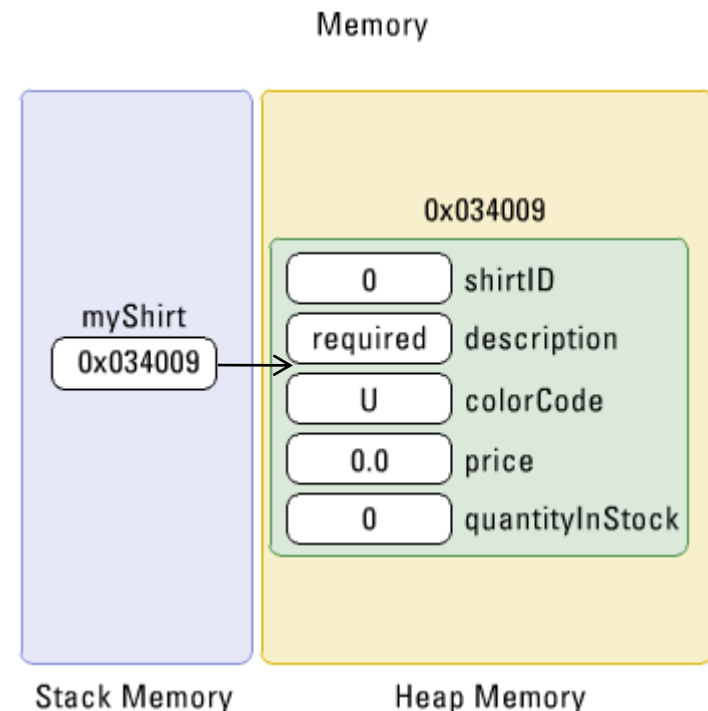 Memory
0x034009
0 shirtID
myShirt
required description
0x034009
U colorCode
0.0 price
0 quantityInStock
Stack Memory
Heap Memory